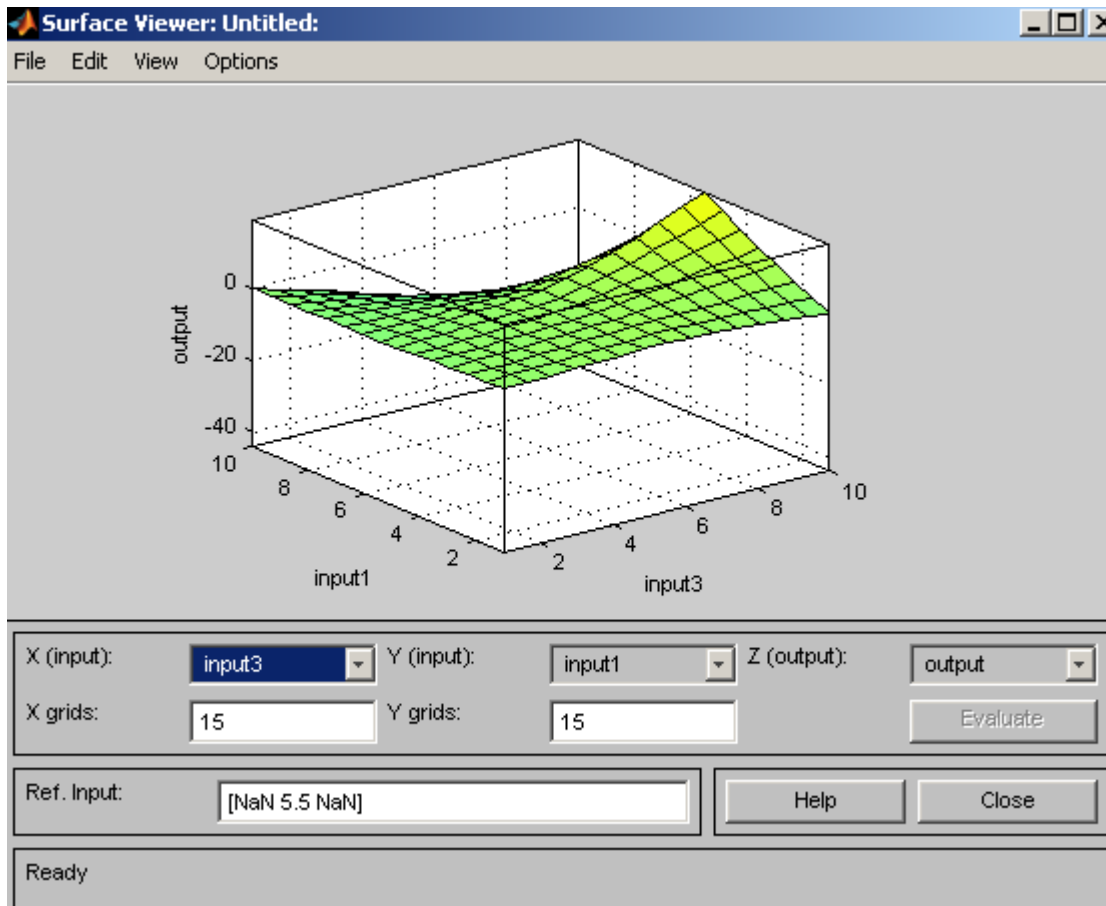 Surface Viewer: Untitled:
File Edit View Options
0
-20
-40
output
10
8
6
4
2
input1
2
4
6
8
10
input3
X (input): input3 Y (input): input1 Z (output): output
X grids: 15 Y grids: 15 Evaluate
Ref. Input: [NaN 5.5 NaN] Help Close
Ready